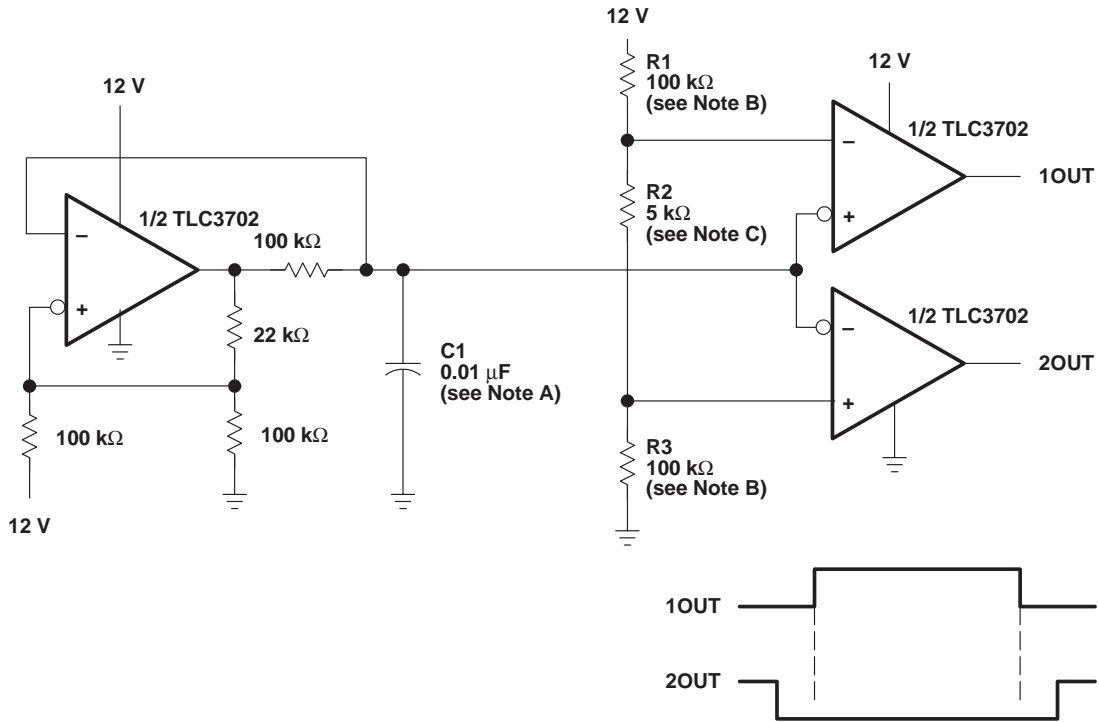 12 V
1/2 TLC3702
−
+
100 kΩ
22 kΩ
100 kΩ
100 kΩ
12 V
C1
0.01 μF
(see Note A)
12 V
R1
100 kΩ
(see Note B)
R2
5 kΩ
(see Note C)
R3
100 kΩ
(see Note B)
12 V
1/2 TLC3702
−
+
1OUT
1/2 TLC3702
−
+
2OUT
1OUT
2OUT